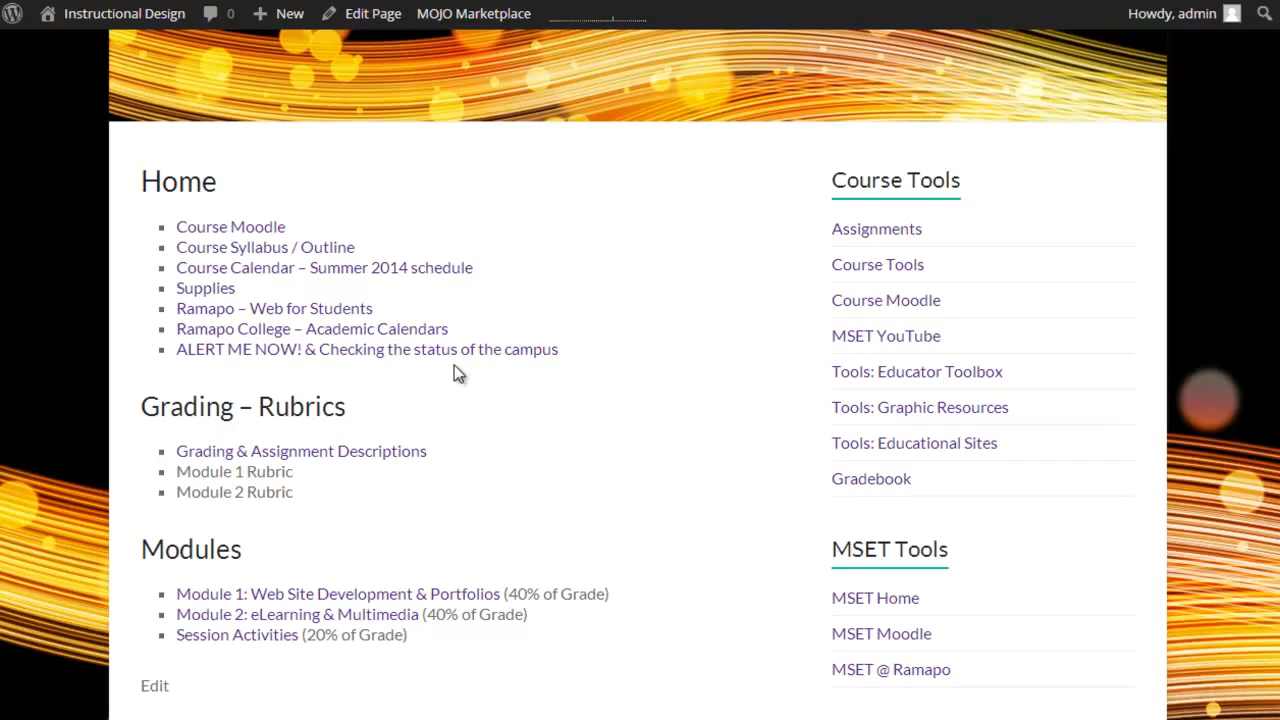 Instructional Design 0 New Edit Page MOJO Marketplace Howdy, admin
Home
Course Moodle
Course Syllabus / Outline
Course Calendar – Summer 2014 schedule
Supplies
Ramapo – Web for Students
Ramapo College – Academic Calendars
ALERT ME NOW! & Checking the status of the campus
Grading – Rubrics
Grading & Assignment Descriptions
Module 1 Rubric
Module 2 Rubric
Modules
Module 1: Web Site Development & Portfolios (40% of Grade)
Module 2: eLearning & Multimedia (40% of Grade)
Session Activities (20% of Grade)
Edit
Course Tools
Assignments
Course Tools
Course Moodle
MSET YouTube
Tools: Educator Toolbox
Tools: Graphic Resources
Tools: Educational Sites
Gradebook
MSET Tools
MSET Home
MSET Moodle
MSET @ Ramapo